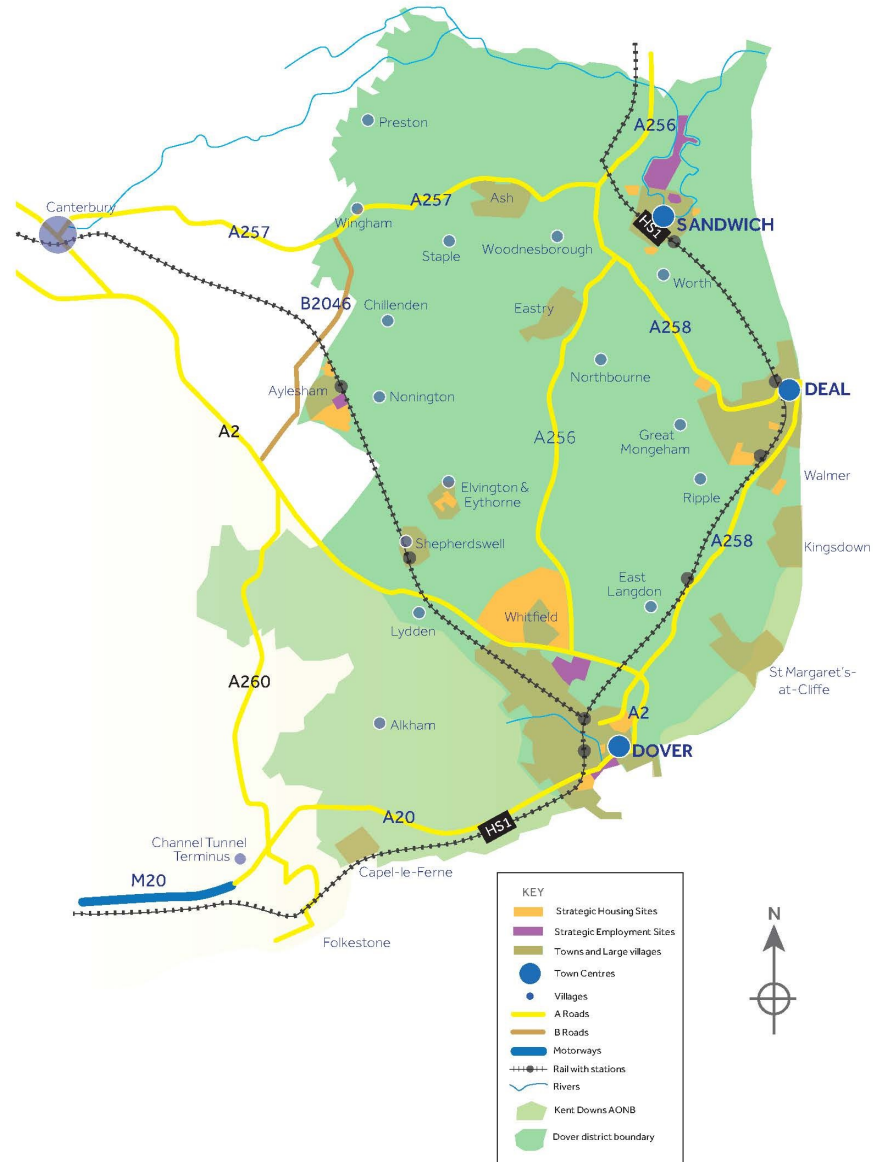 A256
Preston
Canterbury
A257
Ash
Wingham
A257
HS1
SANDWICH
Staple
Woodnesborough
Worth
B2046
Chillenden
Eastry
A258
Northbourne
Aylesham
Nonington
DEAL
A2
A256
Great
Mongeham
Walmer
Elvington &
Eythorne
Ripple
Shepherdswell
A258
Kingsdown
East
Langdon
Whitfield
Lydden
St Margaret's-
at-Cliffe
A260
Alkham
A2
DOVER
A20
HS1
Channel Tunnel
Terminus
Capel-le-Ferne
M20
Folkestone
KEY
Strategic Housing Sites
Strategic Employment Sites
Towns and Large villages
Town Centres
Villages
A Roads
B Roads
Motorways
Rail with stations
Rivers
Kent Downs AONB
Dover district boundary
N